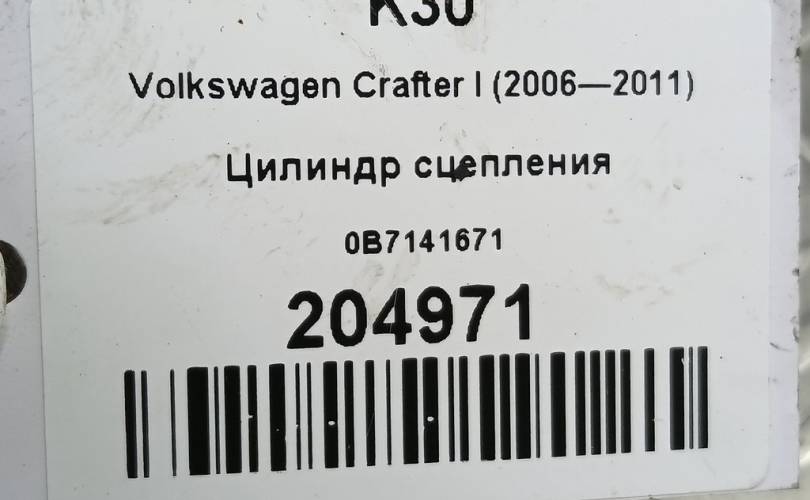 K30
Volkswagen Crafter I (2006—2011)
Цилиндр сцепления
0B7141671
204971